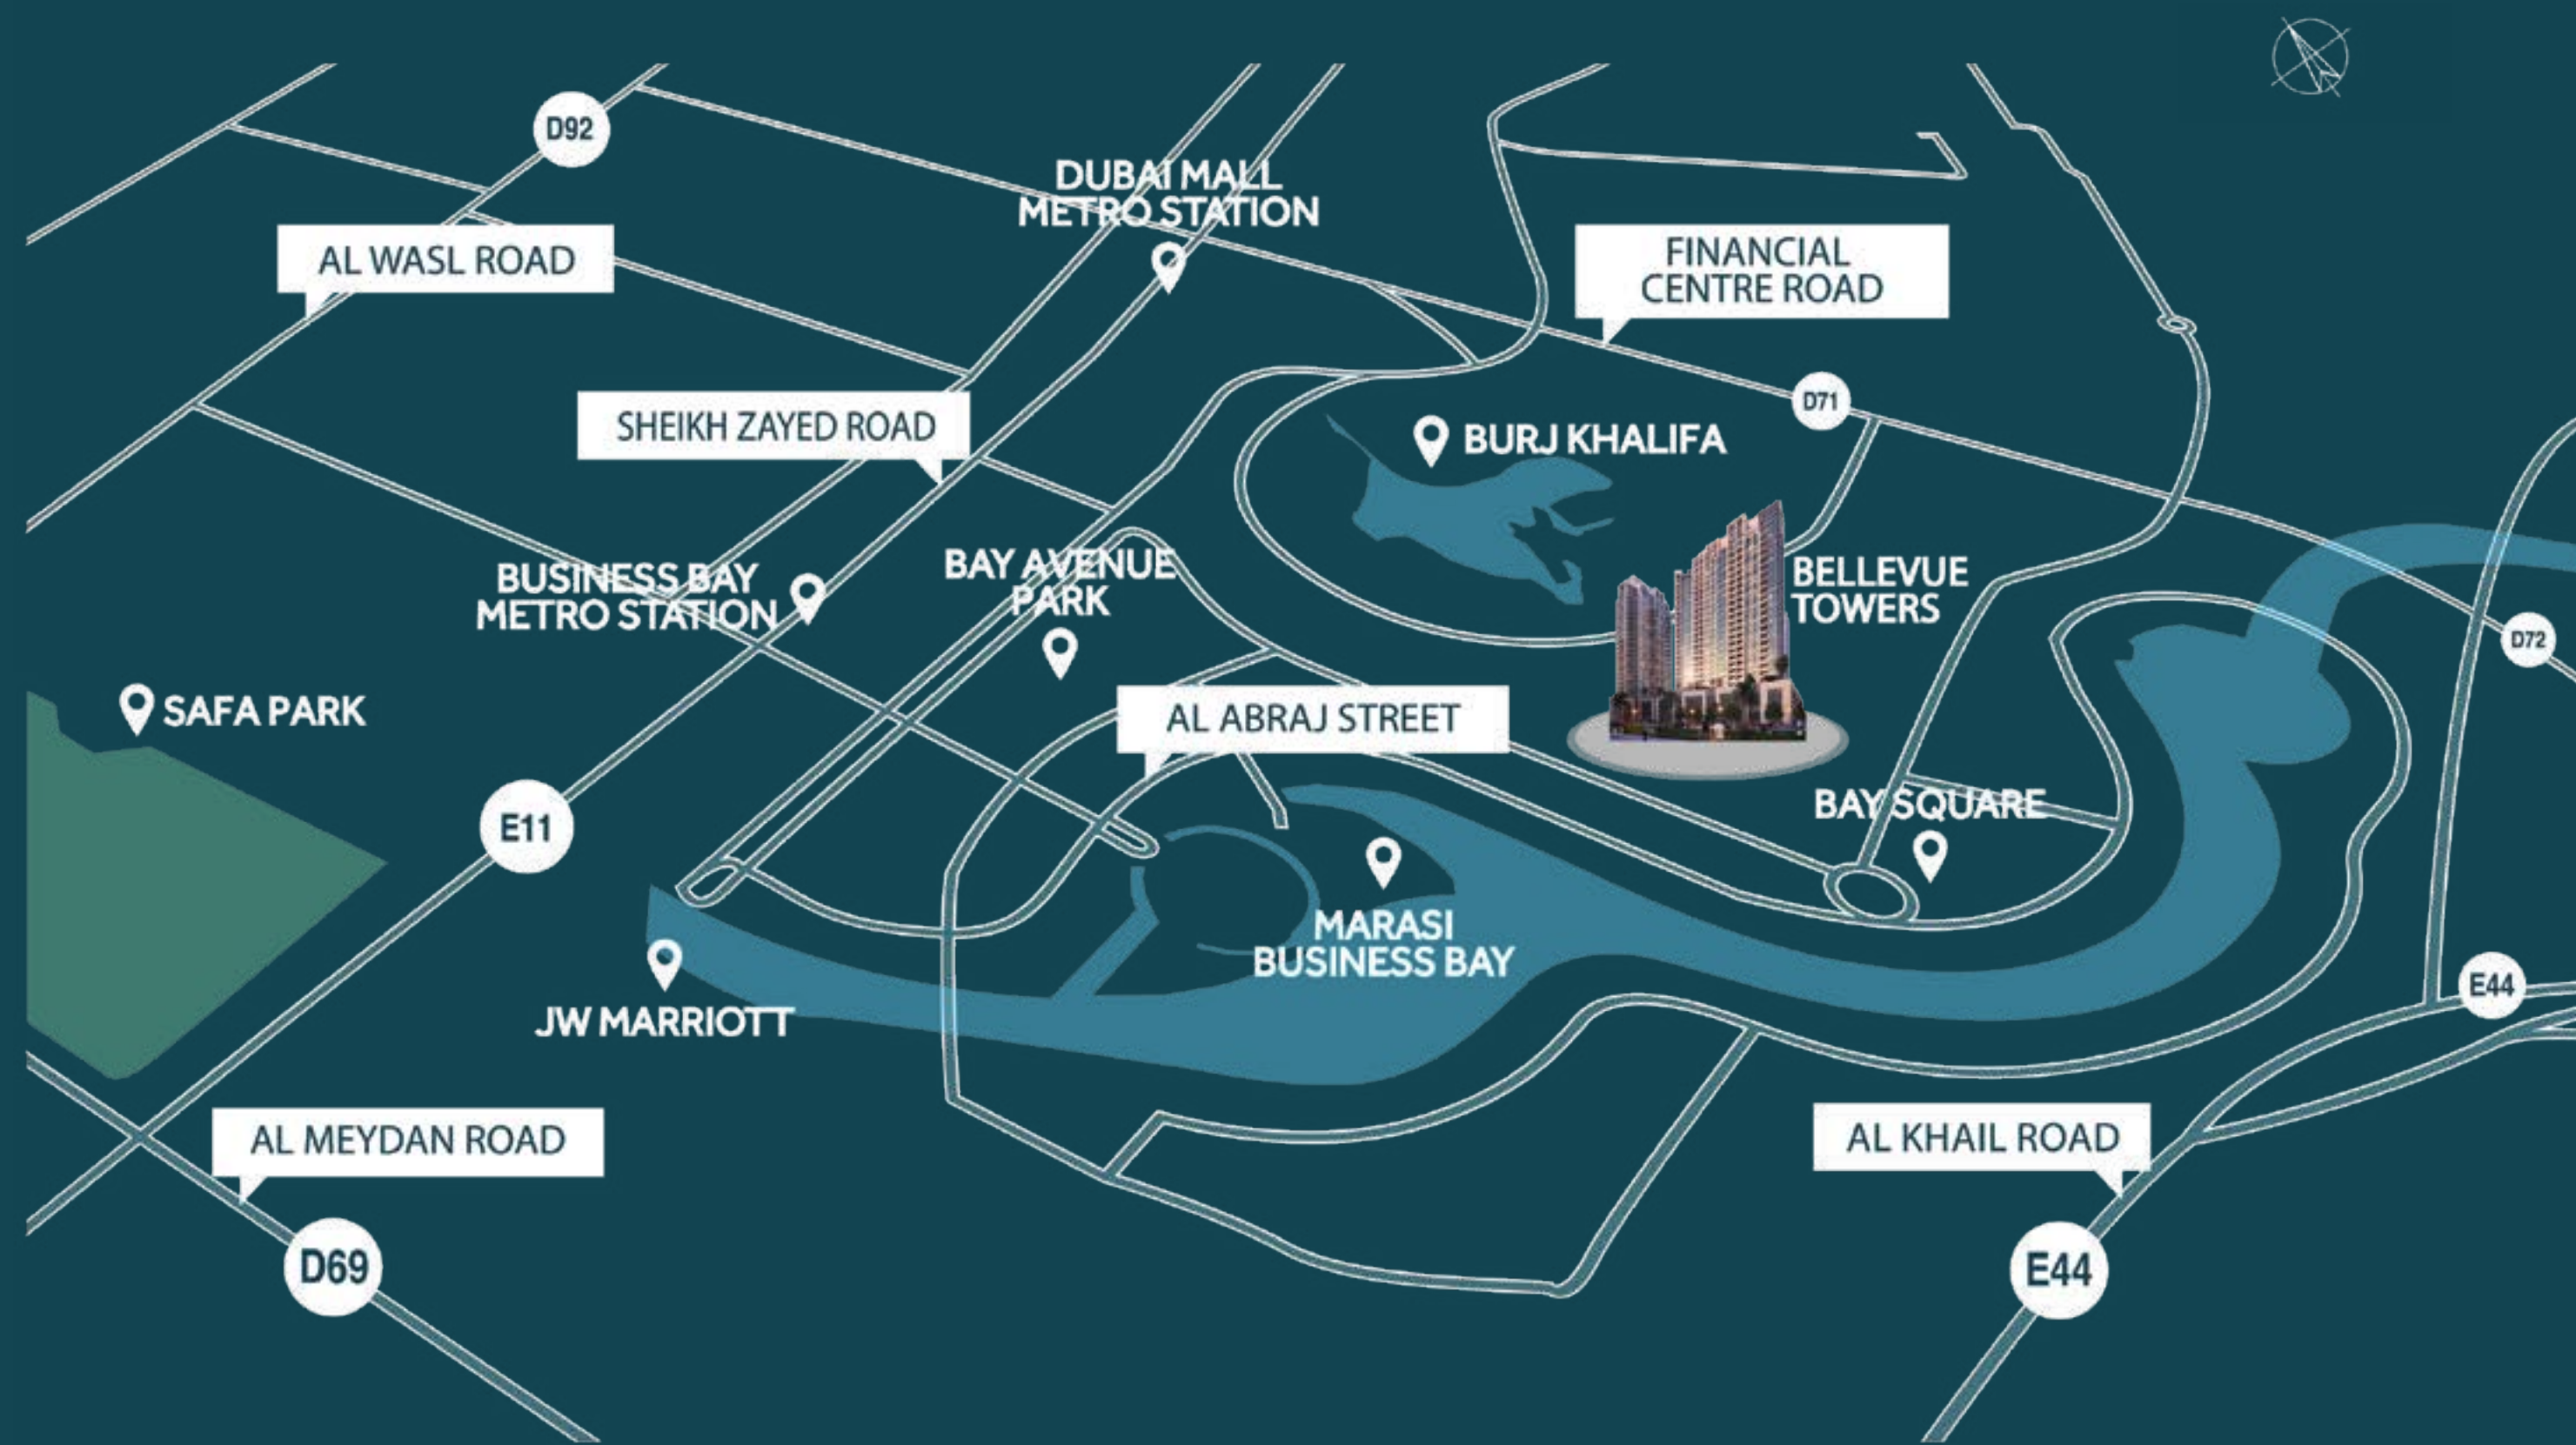 D92
DUBAI MALL
METRO STATION
AL WASL ROAD
FINANCIAL
CENTRE ROAD
D71
SHEIKH ZAYED ROAD
BURJ KHALIFA
BUSINESS BAY
METRO STATION
BAY AVENUE
PARK
BELLEVUE
TOWERS
D72
SAFA PARK
AL ABRAJ STREET
E11
BAY SQUARE
MARASI
BUSINESS BAY
JW MARRIOTT
E44
AL MEYDAN ROAD
AL KHAIL ROAD
D69
E44